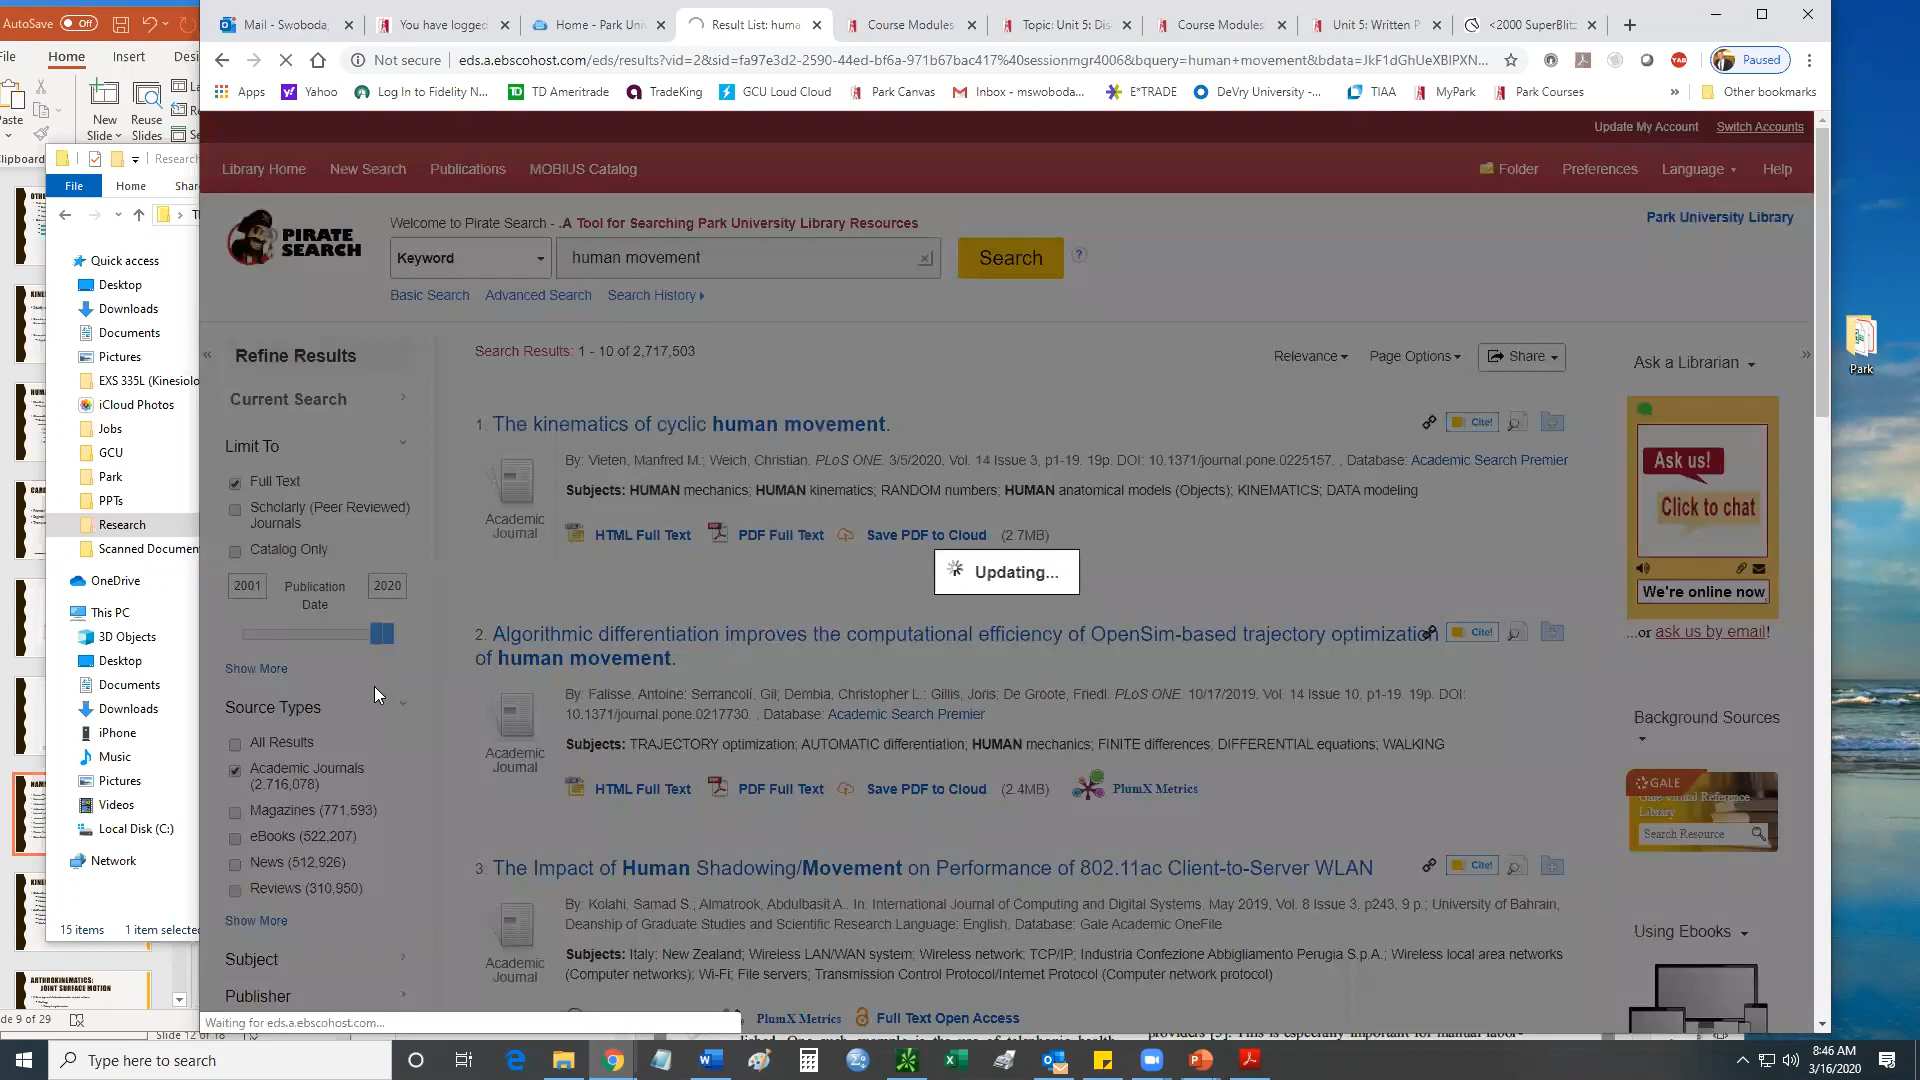 AutoSave Off
File Home Insert Desi
Paste
New Slide
Reuse Slides
Clipboard
Mail - Swoboda,
You have logged
Home - Park Uni
Result List: huma
Course Modules
Topic: Unit 5: Dis
Course Modules
Unit 5: Written P
<2000 SuperBlitz
Not secure eds.a.ebscohost.com/eds/results?vid=2&sid=fa97e3d2-2590-44ed-bf6a-971b67bac417%40sessionmgr4006&bquery=human+movement&bdata=JkF1dGhUeXBlPXN...
Paused
Apps Yahoo Log In to Fidelity N... TD Ameritrade TradeKing GCU Loud Cloud Park Canvas Inbox - mswoboda... E*TRADE DeVry University -... TIAA MyPark Park Courses » Other bookmarks
Update My Account Switch Accounts
Library Home New Search Publications MOBIUS Catalog Folder Preferences Language Help
PIRATE SEARCH
Welcome to Pirate Search - .A Tool for Searching Park University Library Resources
Park University Library
Keyword human movement Search
Basic Search Advanced Search Search History
Research
File Home Shar
Quick access
Desktop
Downloads
Documents
Pictures
EXS 335L (Kinesiolo
iCloud Photos
Jobs
GCU
Park
PPTs
Research
Scanned Documen
OneDrive
This PC
3D Objects
Desktop
Documents
Downloads
iPhone
Music
Pictures
Videos
Local Disk (C:)
Network
15 items 1 item selected
ARTHROKINEMATICS:
JOINT SURFACE MOTION
Slide 12 of 18
Refine Results
Current Search
Limit To
Full Text
Scholarly (Peer Reviewed) Journals
Catalog Only
2001 Publication Date 2020
Show More
Source Types
All Results
Academic Journals (2,716,078)
Magazines (771,593)
eBooks (522,207)
News (512,926)
Reviews (310,950)
Show More
Subject
Publisher
Waiting for eds.a.ebscohost.com...
Search Results: 1 - 10 of 2,717,503
Relevance Page Options Share
1. The kinematics of cyclic human movement.
Cite!
By: Vieten, Manfred M.; Weich, Christian. PLoS ONE. 3/5/2020, Vol. 14 Issue 3, p1-19. 19p. DOI: 10.1371/journal.pone.0225157. , Database: Academic Search Premier
Subjects: HUMAN mechanics; HUMAN kinematics; RANDOM numbers; HUMAN anatomical models (Objects); KINEMATICS; DATA modeling
Academic Journal
HTML Full Text PDF Full Text Save PDF to Cloud (2.7MB)
Updating...
2. Algorithmic differentiation improves the computational efficiency of OpenSim-based trajectory optimization
of human movement.
Cite!
By: Falisse, Antoine; Serrancolí, Gil; Dembia, Christopher L.; Gillis, Joris; De Groote, Friedl. PLoS ONE. 10/17/2019, Vol. 14 Issue 10, p1-19. 19p. DOI:
10.1371/journal.pone.0217730. , Database: Academic Search Premier
Subjects: TRAJECTORY optimization; AUTOMATIC differentiation; HUMAN mechanics; FINITE differences; DIFFERENTIAL equations; WALKING
Academic Journal
HTML Full Text PDF Full Text Save PDF to Cloud (2.4MB) PlumX Metrics
3. The Impact of Human Shadowing/Movement on Performance of 802.11ac Client-to-Server WLAN
Cite!
By: Kolahi, Samad S.; Almatrook, Abdulbasit A.. In: International Journal of Computing and Digital Systems. May 2019, Vol. 8 Issue 3, p243, 9 p.; University of Bahrain,
Deanship of Graduate Studies and Scientific Research Language: English, Database: Gale Academic OneFile
Subjects: Italy; New Zealand; Wireless LAN/WAN system; Wireless network; TCP/IP; Industria Confezione Abbigliamento Perugia S.p.A.; Wireless local area networks
(Computer networks); Wi-Fi; File servers; Transmission Control Protocol/Internet Protocol (Computer network protocol)
Academic Journal
PlumX Metrics Full Text Open Access
Ask a Librarian
Ask us!
Click to chat
We're online now
...or ask us by email!
Background Sources
GALE
Gale Virtual Reference Library
Search Resource
Using Ebooks
Park
Type here to search
8:46 AM
3/16/2020